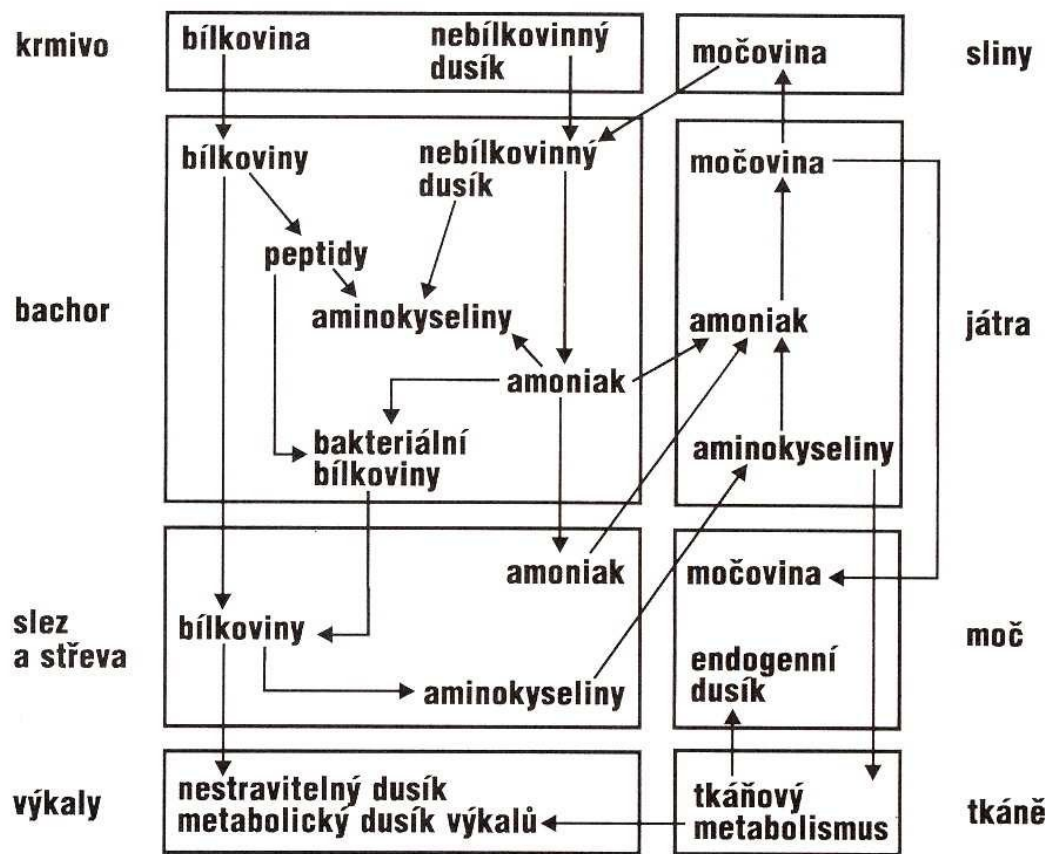 krmivo
bílkovina
nebílkovinný
dusík
močovina
sliny
bachor
bílkoviny
nebílkovinný
dusík
peptidy
aminokyseliny
amoniak
bakteriální
bílkoviny
močovina
amoniak
aminokyseliny
játra
slez
a střeva
amoniak
bílkoviny
aminokyseliny
močovina
endogenní
dusík
moč
výkaly
nestravitelný dusík
metabolický dusík výkalů
tkáňový
metabolismus
tkáně